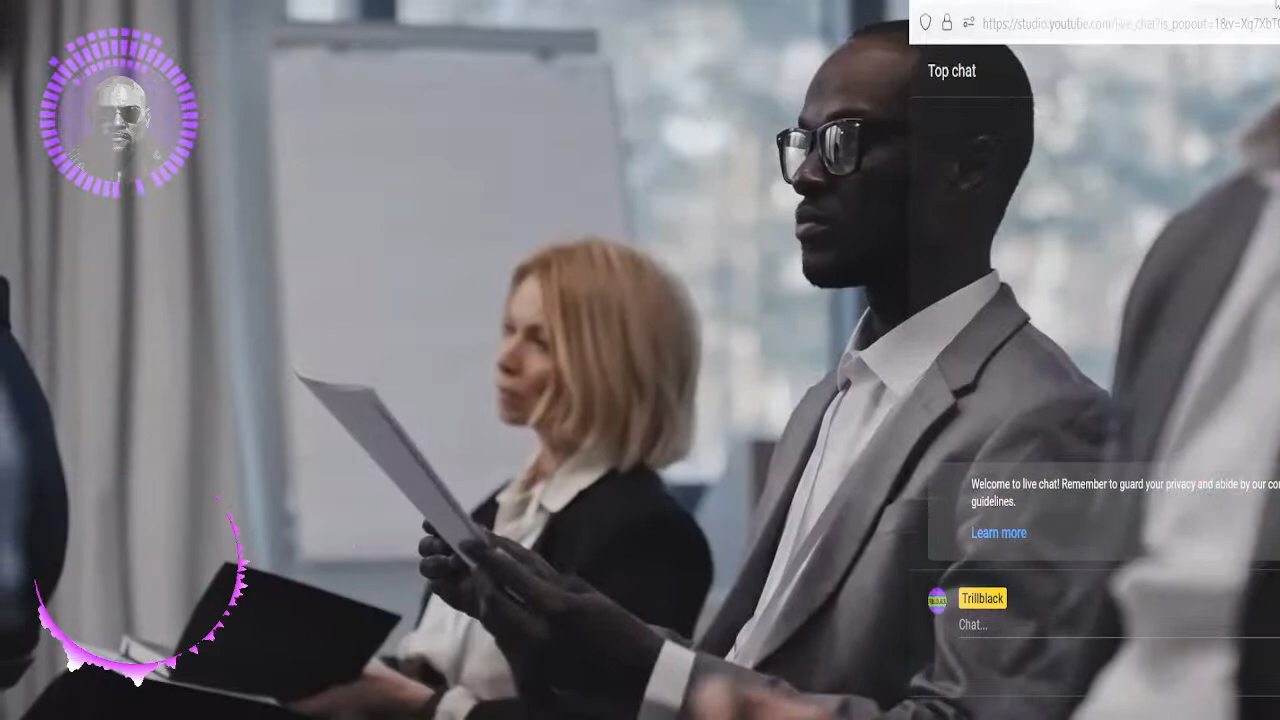 https://studio.youtube.com/live_chat?is_popout=1&v=Xq7XbT
Top chat
Welcome to live chat! Remember to guard your privacy and abide by our
guidelines.
Learn more
Trillblack
Chat...